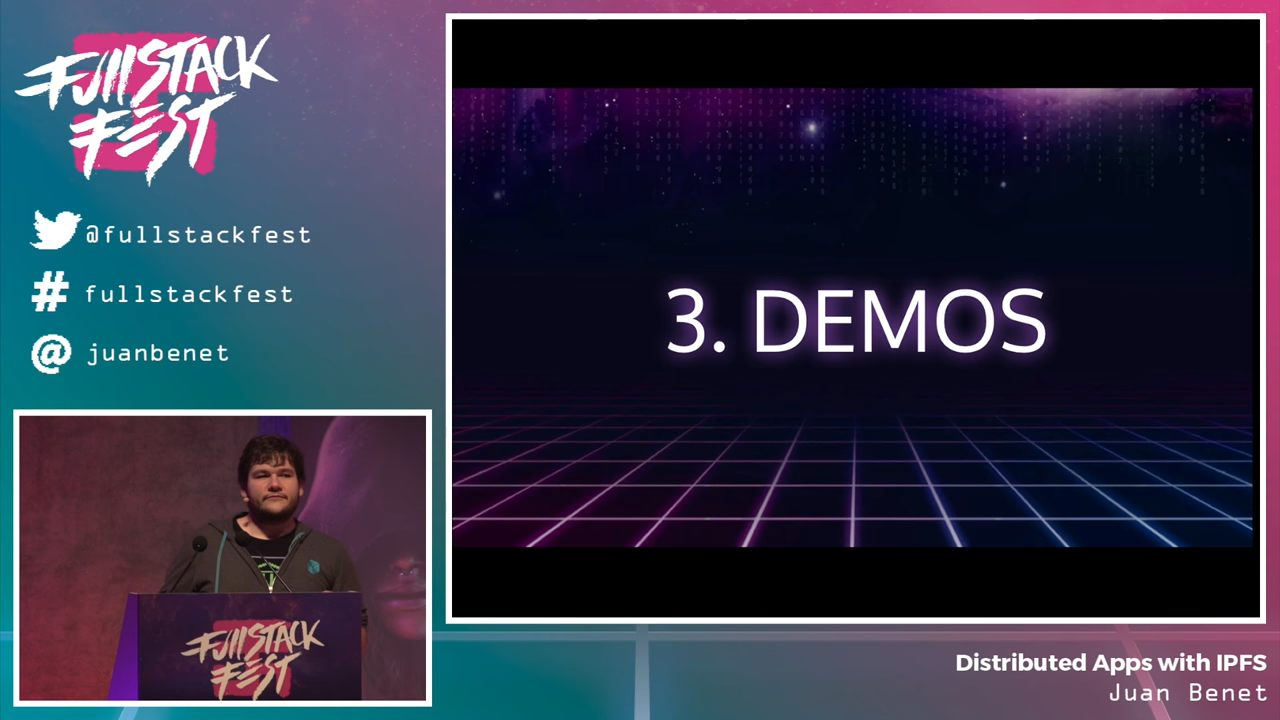 FullSTACK
FEST
@fullstackfest
# fullstackfest
@ juanbenet
3. DEMOS
FullSTACK
FEST
Distributed Apps with IPFS
Juan Benet